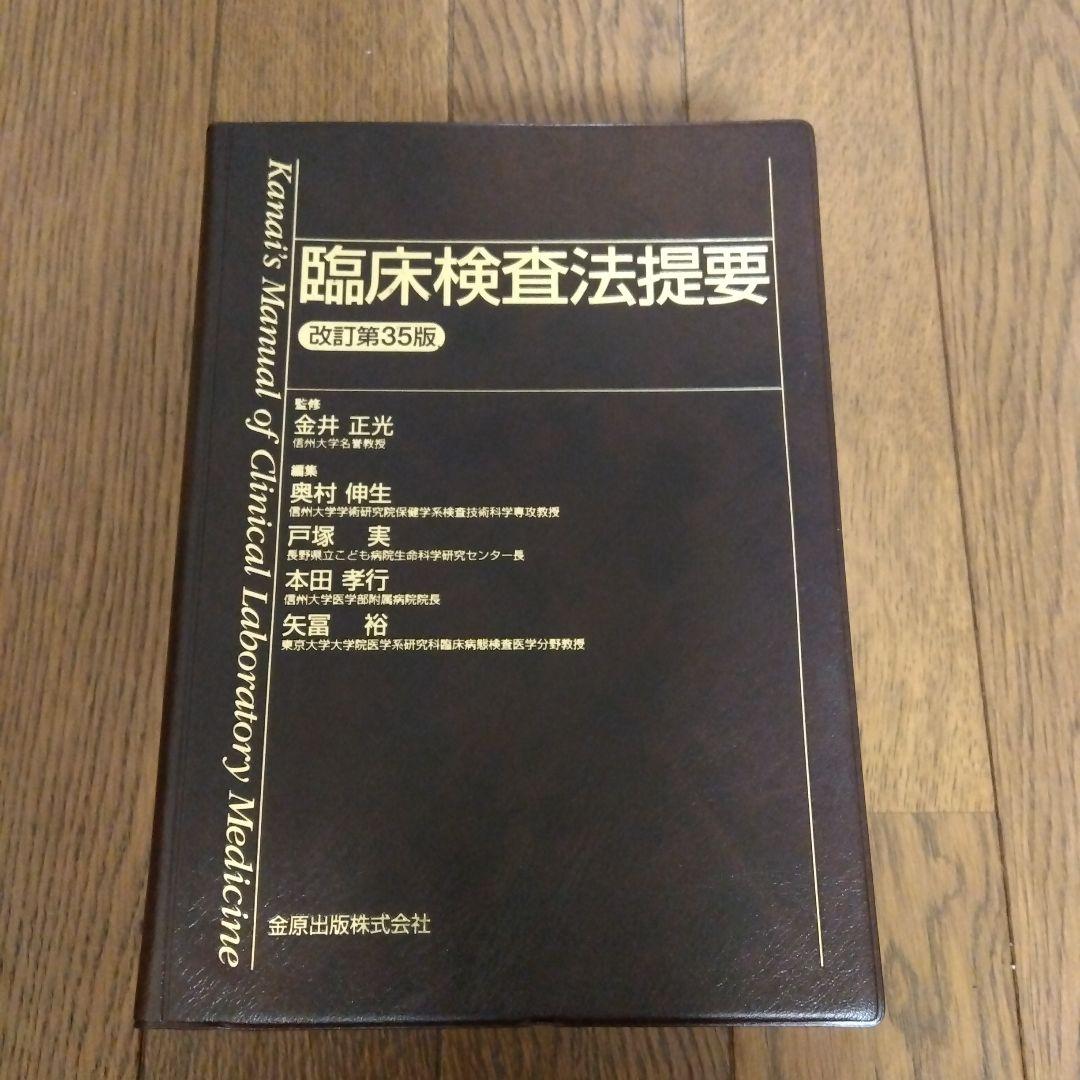 Kanai's Manual of Clinical Laboratory Medicine
臨床検査法提要
改訂第35版
監修
金井 正光
信州大学名誉教授
編集
奥村 伸生
信州大学学術研究院保健学系検査技術科学専攻教授
戸塚 実
長野県立こども病院生命科学研究センター長
本田 孝行
信州大学医学部附属病院院長
矢冨 裕
東京大学大学院医学系研究科臨床病態検査医学分野教授
金原出版株式会社